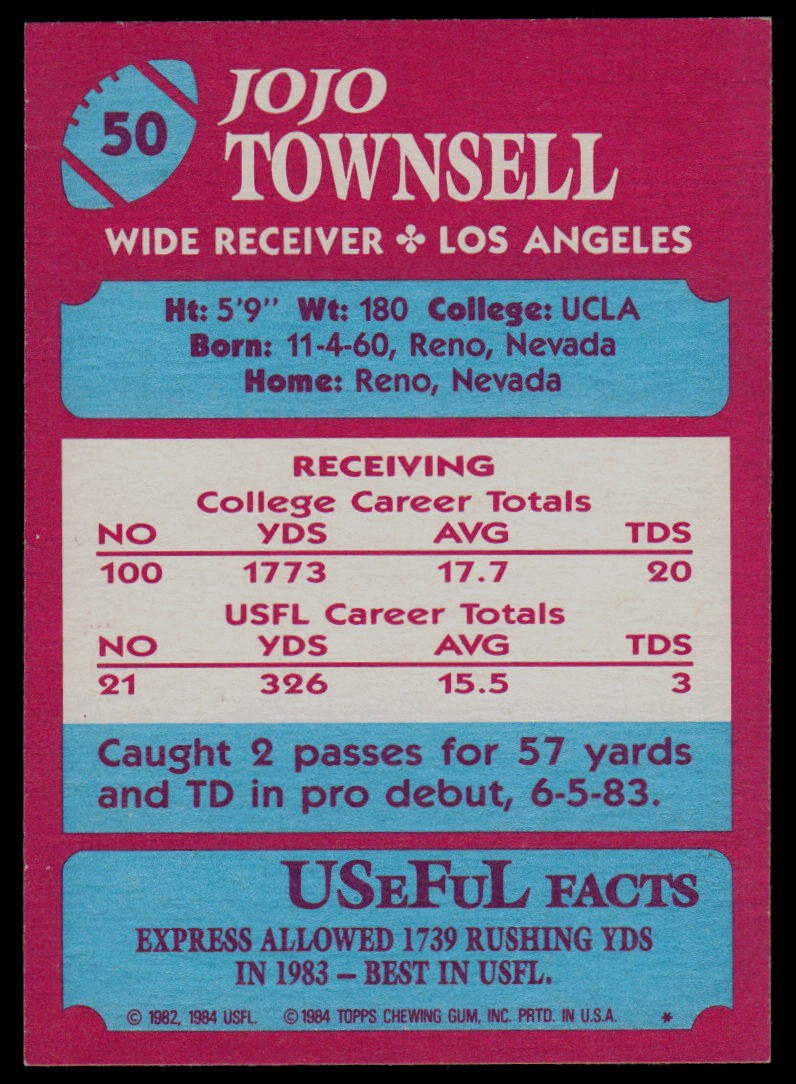 50
JOJO
TOWNSELL
WIDE RECEIVER ✣ LOS ANGELES
Ht: 5'9" Wt: 180 College: UCLA
Born: 11-4-60, Reno, Nevada
Home: Reno, Nevada
RECEIVING
College Career Totals
NO YDS AVG TDS
100 1773 17.7 20
USFL Career Totals
NO YDS AVG TDS
21 326 15.5 3
Caught 2 passes for 57 yards
and TD in pro debut, 6-5-83.
USeFuL FACTS
EXPRESS ALLOWED 1739 RUSHING YDS
IN 1983 – BEST IN USFL.
© 1982, 1984 USFL. © 1984 TOPPS CHEWING GUM, INC. PRTD. IN U.S.A. *